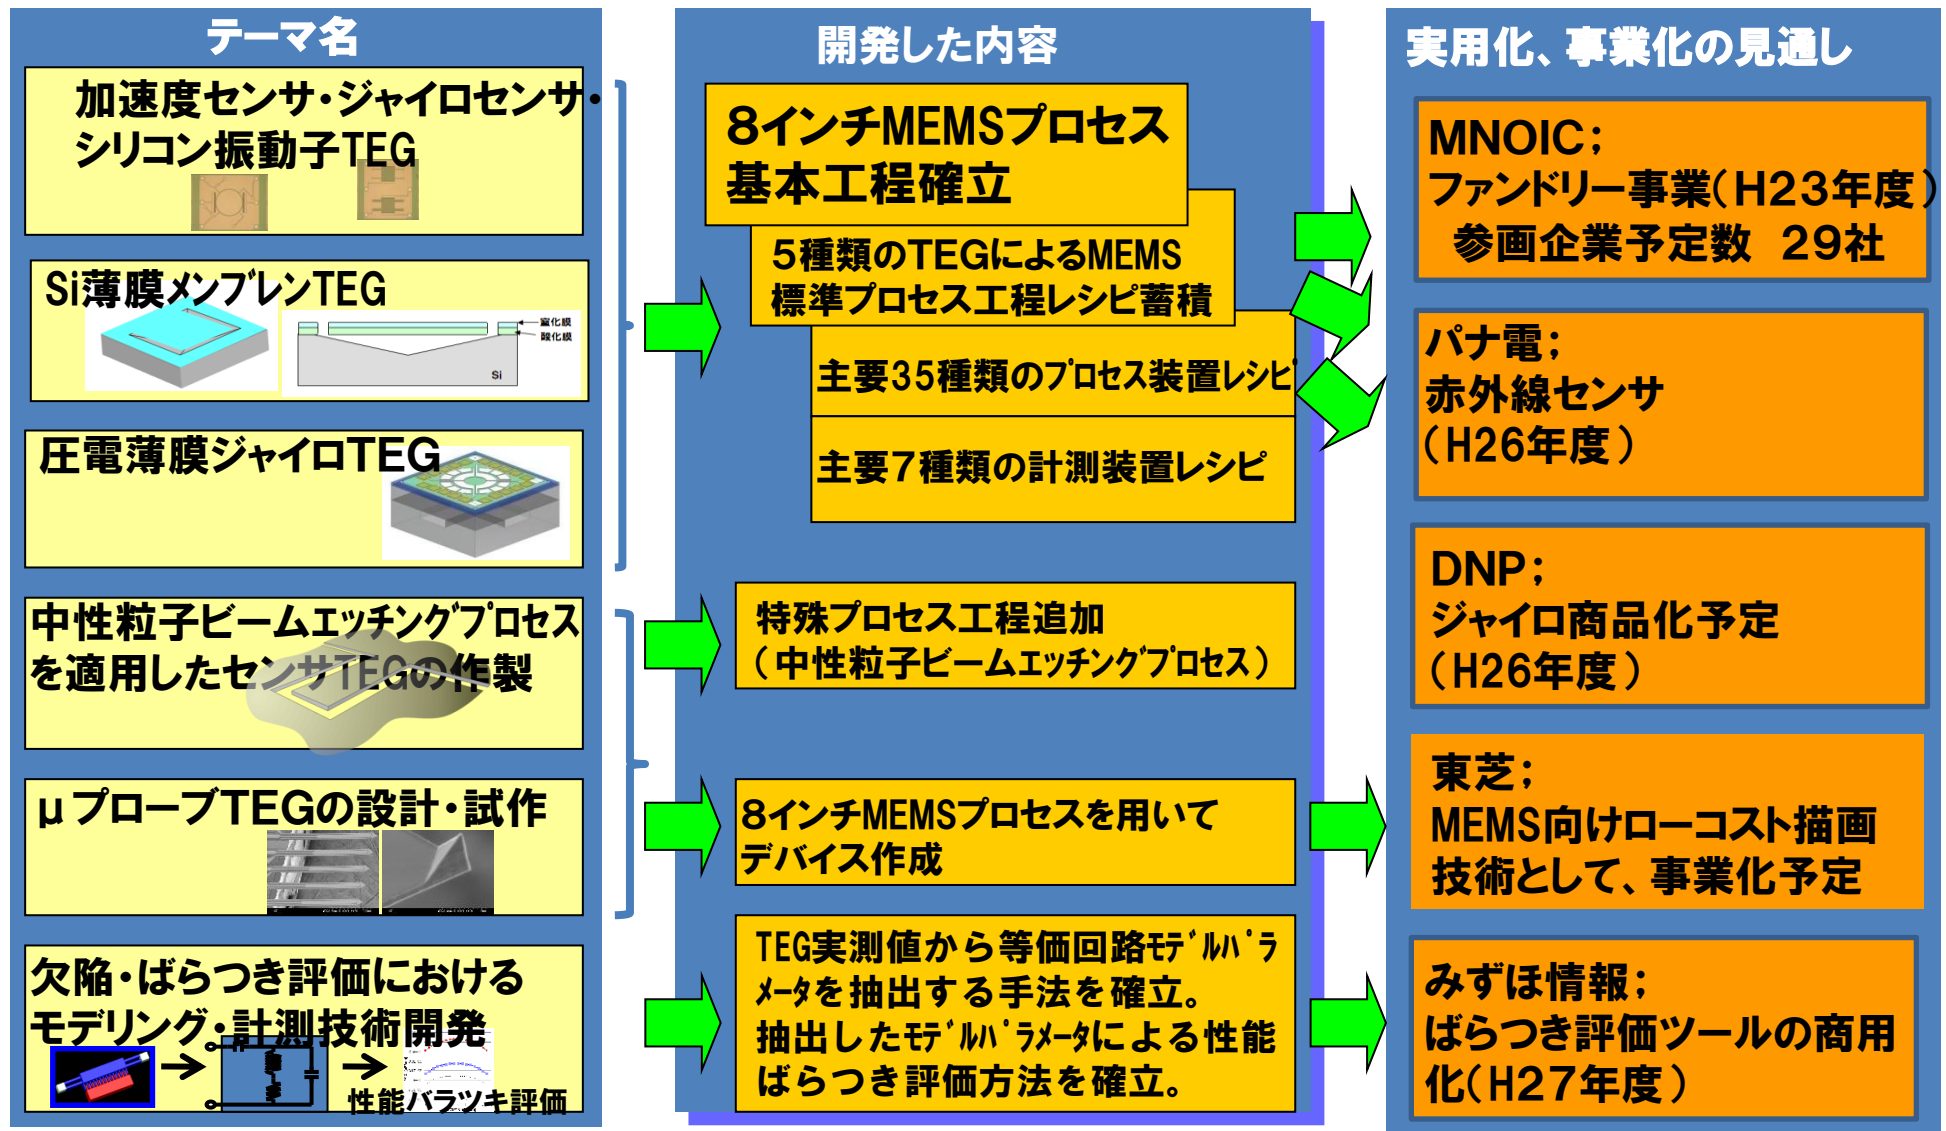 テーマ名
加速度センサ・ジャイロセンサ・
シリコン振動子TEG
Si薄膜メンブレンTEG
窒化膜
酸化膜
Si
圧電薄膜ジャイロTEG
中性粒子ビームエッチングプロセス
を適用したセンサTEGの作製
μプローブTEGの設計・試作
欠陥・ばらつき評価における
モデリング・計測技術開発
性能バラツキ評価
開発した内容
8インチMEMSプロセス
基本工程確立
5種類のTEGによるMEMS
標準プロセス工程レシピ蓄積
主要35種類のプロセス装置レシピ
主要7種類の計測装置レシピ
特殊プロセス工程追加
（中性粒子ビームエッチングプロセス）
8インチMEMSプロセスを用いて
デバイス作成
TEG実測値から等価回路ﾓﾃﾞﾙﾊﾟﾗ
ﾒｰﾀを抽出する手法を確立。
抽出したﾓﾃﾞﾙﾊﾟﾗﾒｰﾀによる性能
ばらつき評価方法を確立。
実用化、事業化の見通し
MNOIC；
ファンドリー事業（H23年度）
参画企業予定数　29社
パナ電；
赤外線センサ
（H26年度）
DNP；
ジャイロ商品化予定
（H26年度）
東芝；
MEMS向けローコスト描画
技術として、事業化予定
みずほ情報；
ばらつき評価ツールの商用
化（H27年度）